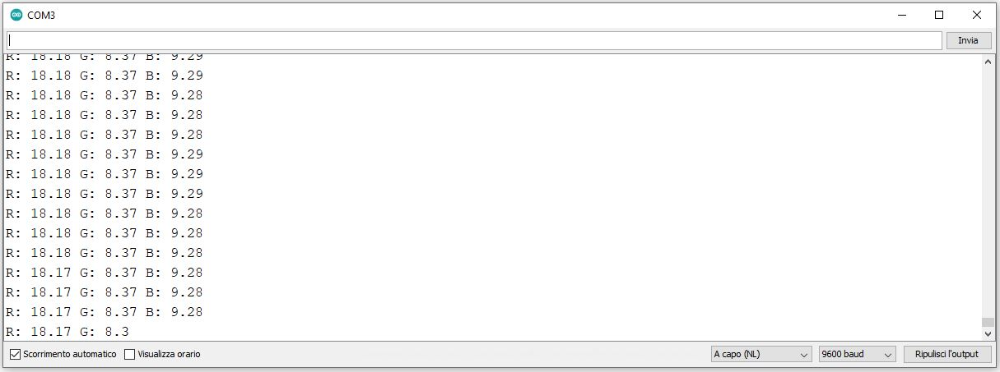 COM3
Invia
R: 18.18 G: 8.37 B: 9.29
R: 18.18 G: 8.37 B: 9.29
R: 18.18 G: 8.37 B: 9.28
R: 18.18 G: 8.37 B: 9.28
R: 18.18 G: 8.37 B: 9.28
R: 18.18 G: 8.37 B: 9.29
R: 18.18 G: 8.37 B: 9.29
R: 18.18 G: 8.37 B: 9.29
R: 18.18 G: 8.37 B: 9.28
R: 18.18 G: 8.37 B: 9.28
R: 18.18 G: 8.37 B: 9.28
R: 18.17 G: 8.37 B: 9.28
R: 18.17 G: 8.37 B: 9.28
R: 18.17 G: 8.37 B: 9.28
R: 18.17 G: 8.3
Scorrimento automatico Visualizza orario A capo (NL) 9600 baud Ripulisci l'output